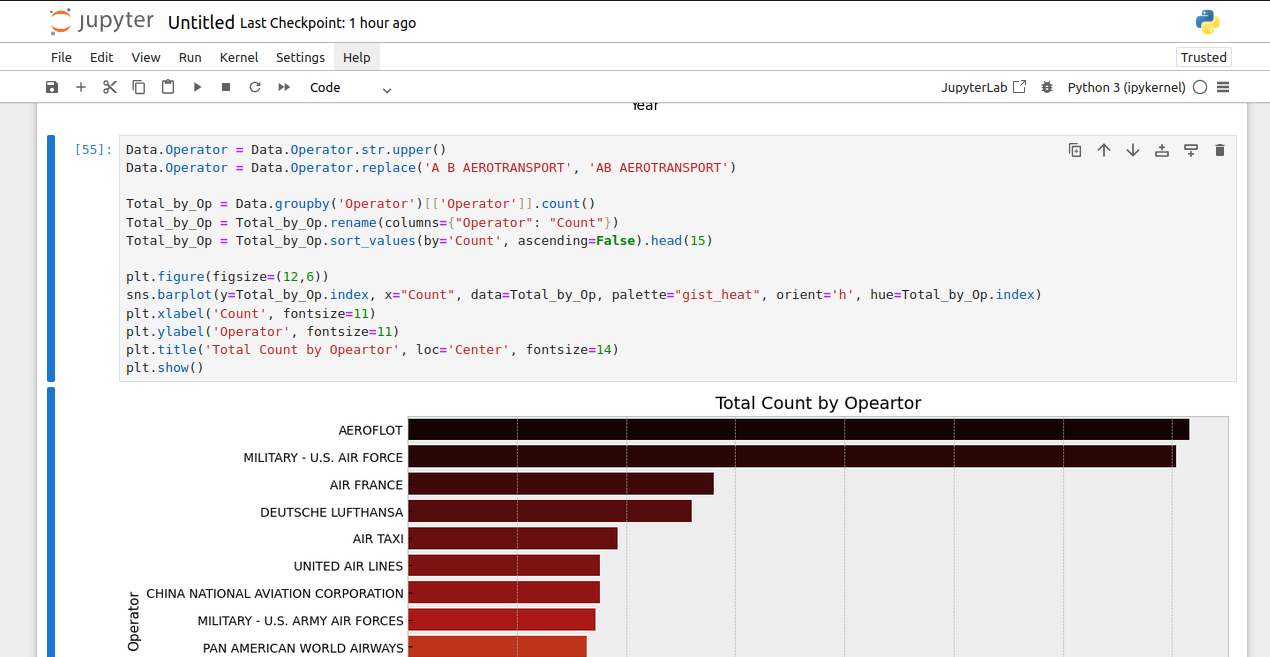 jupyter Untitled Last Checkpoint: 1 hour ago
File Edit View Run Kernel Settings Help Trusted
Code JupyterLab Python 3 (ipykernel)
Year
[55]:
Data.Operator = Data.Operator.str.upper()
Data.Operator = Data.Operator.replace('A B AEROTRANSPORT', 'AB AEROTRANSPORT')
Total_by_Op = Data.groupby('Operator')[['Operator']].count()
Total_by_Op = Total_by_Op.rename(columns={"Operator": "Count"})
Total_by_Op = Total_by_Op.sort_values(by='Count', ascending=False).head(15)
plt.figure(figsize=(12,6))
sns.barplot(y=Total_by_Op.index, x="Count", data=Total_by_Op, palette="gist_heat", orient='h', hue=Total_by_Op.index)
plt.xlabel('Count', fontsize=11)
plt.ylabel('Operator', fontsize=11)
plt.title('Total Count by Opeartor', loc='Center', fontsize=14)
plt.show()
Total Count by Opeartor
AEROFLOT
MILITARY - U.S. AIR FORCE
AIR FRANCE
DEUTSCHE LUFTHANSA
AIR TAXI
UNITED AIR LINES
CHINA NATIONAL AVIATION CORPORATION
MILITARY - U.S. ARMY AIR FORCES
PAN AMERICAN WORLD AIRWAYS
Operator